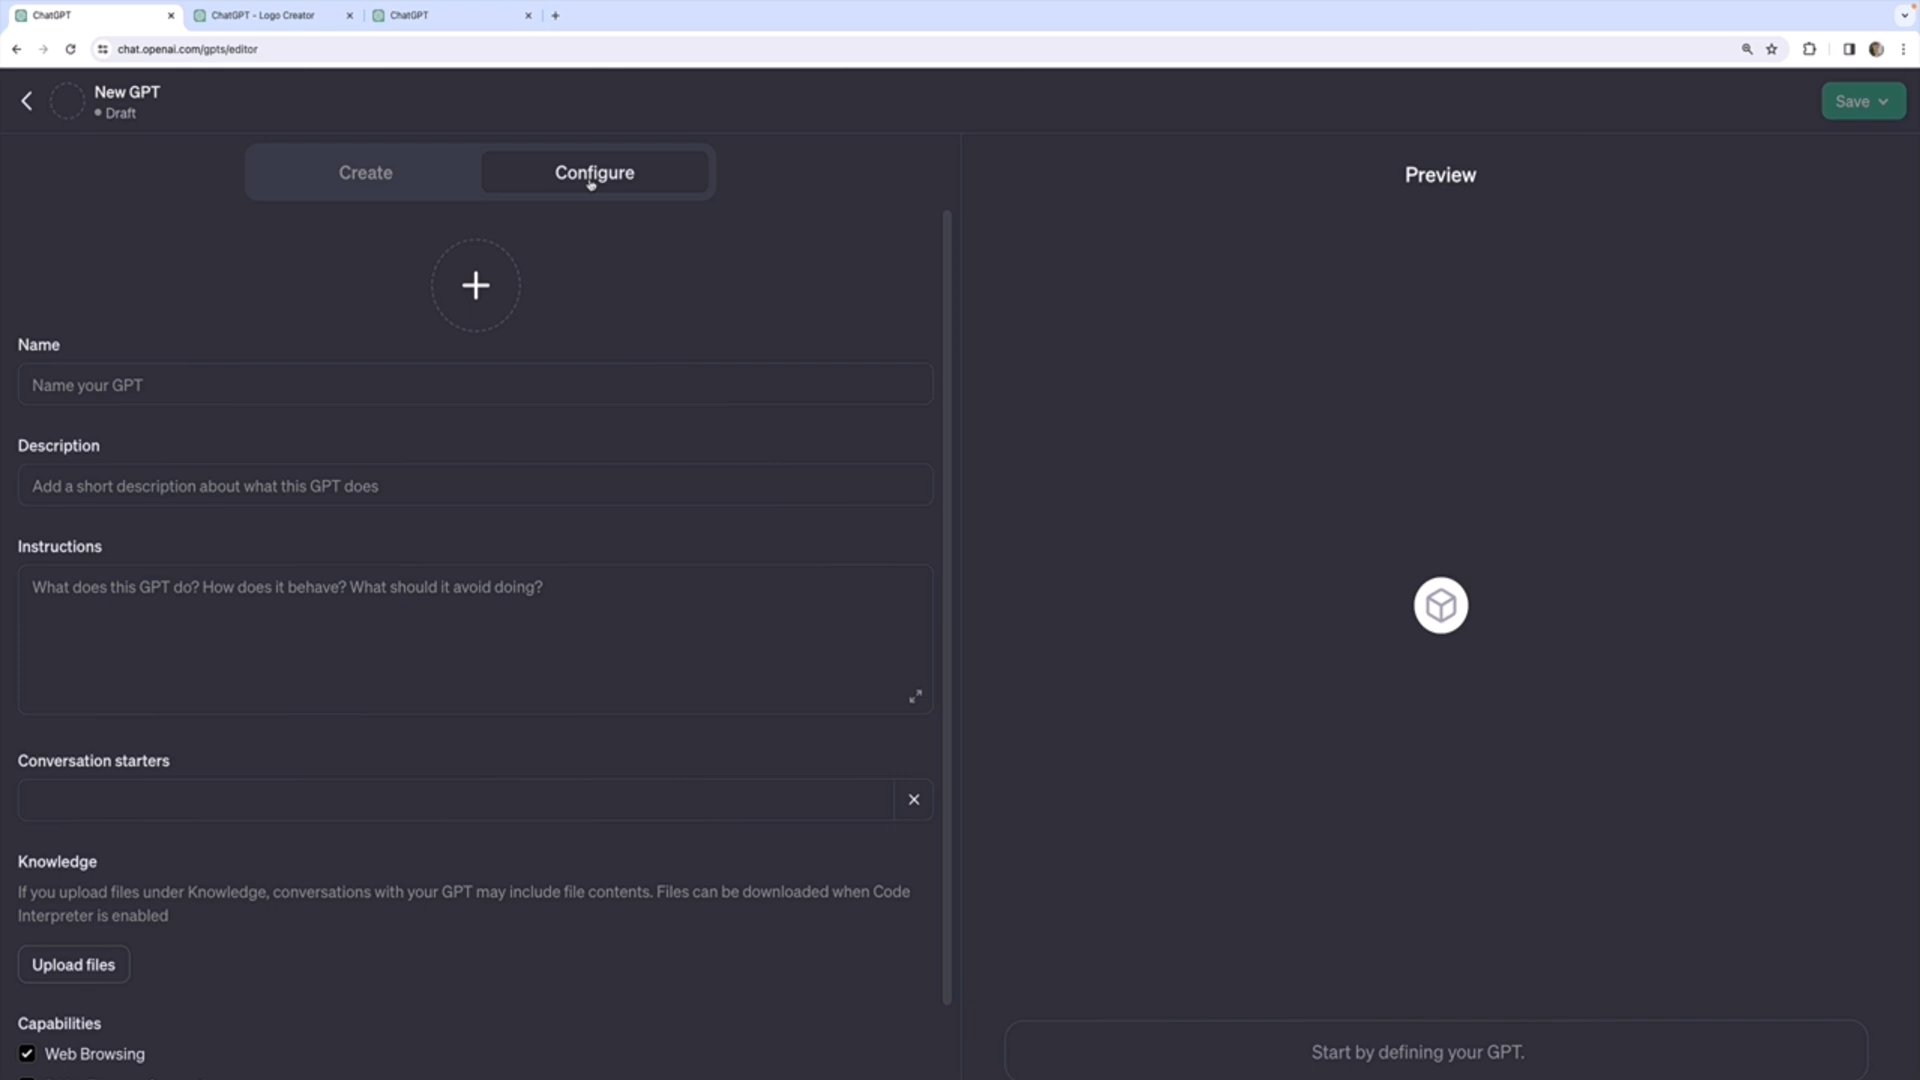 ChatGPT
ChatGPT - Logo Creator
ChatGPT
chat.openai.com/gpts/editor
New GPT
Draft
Save
Create
Configure
Preview
Name
Name your GPT
Description
Add a short description about what this GPT does
Instructions
What does this GPT do? How does it behave? What should it avoid doing?
Conversation starters
Knowledge
If you upload files under Knowledge, conversations with your GPT may include file contents. Files can be downloaded when Code
Interpreter is enabled
Upload files
Capabilities
Web Browsing
Start by defining your GPT.